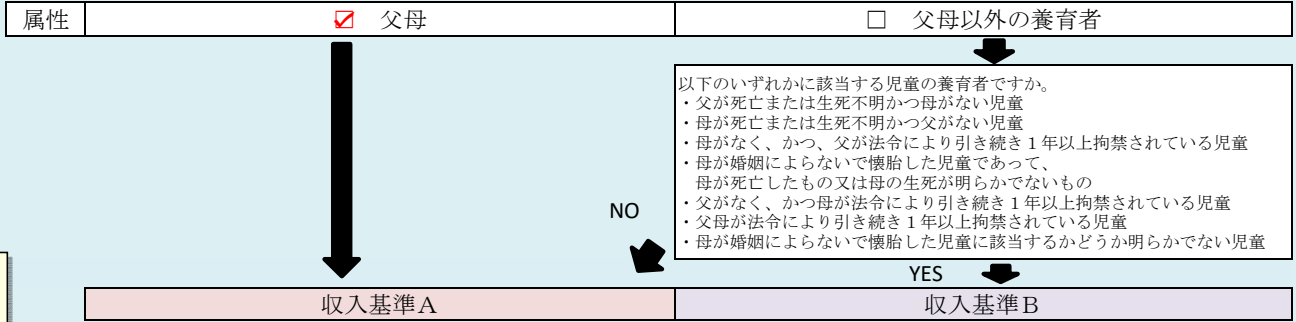 属性 ☑ 父母 □ 父母以外の養育者
以下のいずれかに該当する児童の養育者ですか。
・父が死亡または生死不明かつ母がない児童
・母が死亡または生死不明かつ父がない児童
・母がなく、かつ、父が法令により引き続き１年以上拘禁されている児童
・母が婚姻によらないで懐胎した児童であって、
母が死亡したもの又は母の生死が明らかでないもの
・父がなく、かつ母が法令により引き続き１年以上拘禁されている児童
・父母が法令により引き続き１年以上拘禁されている児童
・母が婚姻によらないで懐胎した児童に該当するかどうか明らかでない児童
NO
YES
収入基準Ａ 収入基準Ｂ